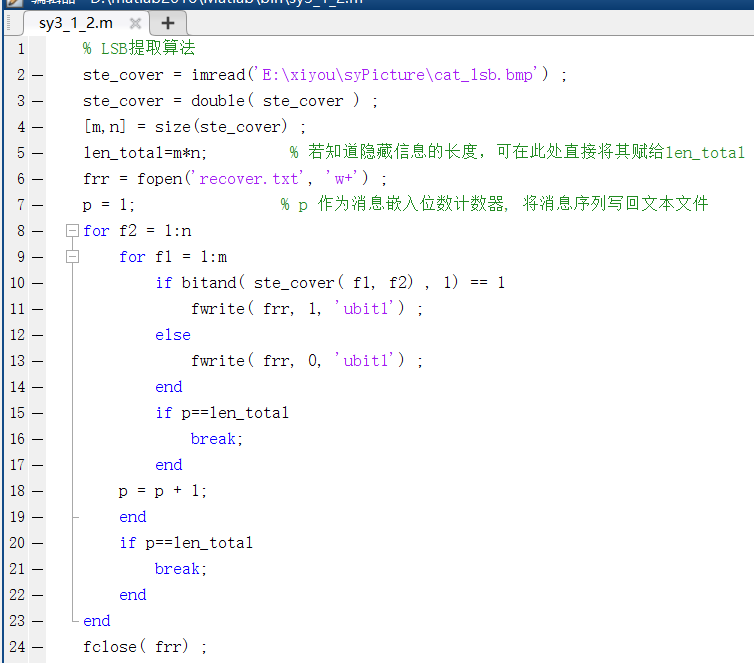 sy3_1_2.m
1 % LSB提取算法
2 ste_cover = imread('E:\xiyou\syPicture\cat_lsb.bmp') ;
3 ste_cover = double( ste_cover ) ;
4 [m,n] = size(ste_cover) ;
5 len_total=m*n; % 若知道隐藏信息的长度，可在此处直接将其赋给len_total
6 frr = fopen('recover.txt', 'w+') ;
7 p = 1; % p 作为消息嵌入位数计数器, 将消息序列写回文本文件
8 for f2 = 1:n
9 for f1 = 1:m
10 if bitand( ste_cover( f1, f2) , 1) == 1
11 fwrite( frr, 1, 'ubit1') ;
12 else
13 fwrite( frr, 0, 'ubit1') ;
14 end
15 if p==len_total
16 break;
17 end
18 p = p + 1;
19 end
20 if p==len_total
21 break;
22 end
23 end
24 fclose( frr) ;